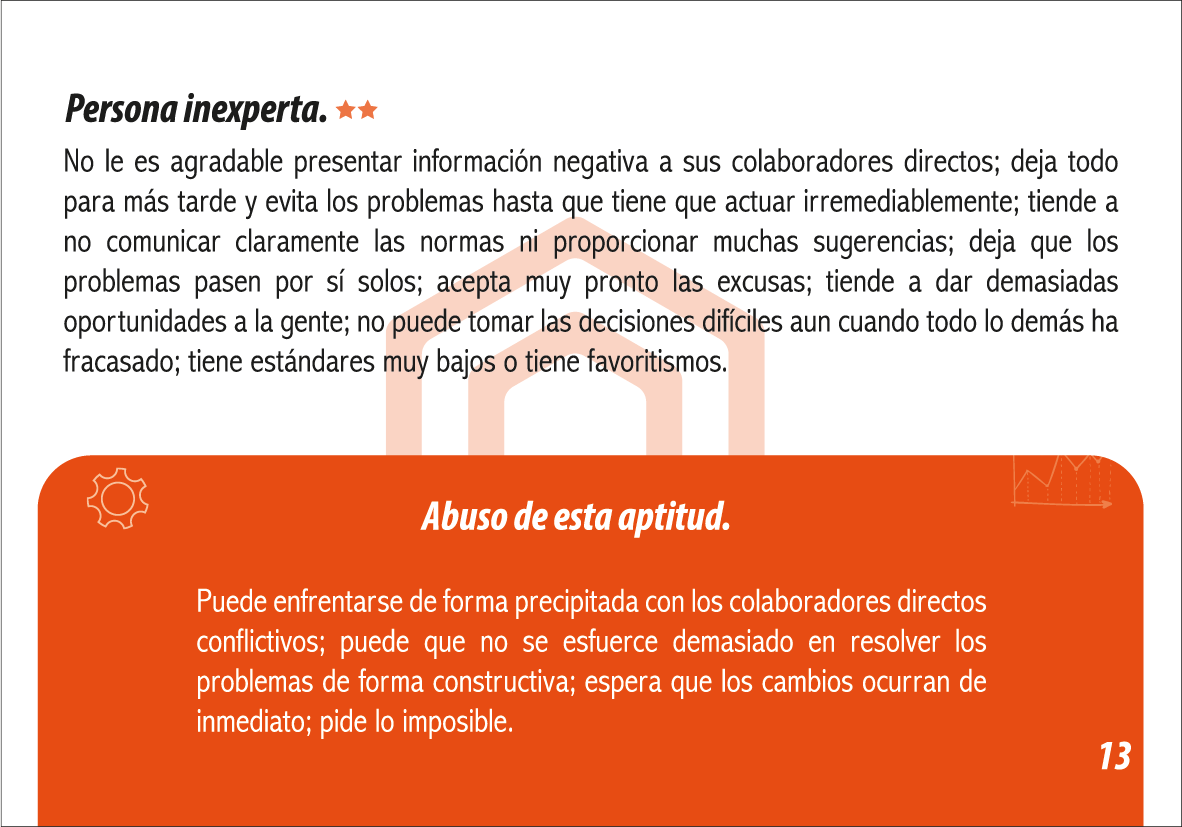 Persona inexperta.
No le es agradable presentar información negativa a sus colaboradores directos; deja todo
para más tarde y evita los problemas hasta que tiene que actuar irremediablemente; tiende a
no comunicar claramente las normas ni proporcionar muchas sugerencias; deja que los
problemas pasen por sí solos; acepta muy pronto las excusas; tiende a dar demasiadas
oportunidades a la gente; no puede tomar las decisiones difíciles aun cuando todo lo demás ha
fracasado; tiene estándares muy bajos o tiene favoritismos.
Abuso de esta aptitud.
Puede enfrentarse de forma precipitada con los colaboradores directos
conflictivos; puede que no se esfuerce demasiado en resolver los
problemas de forma constructiva; espera que los cambios ocurran de
inmediato; pide lo imposible.
13